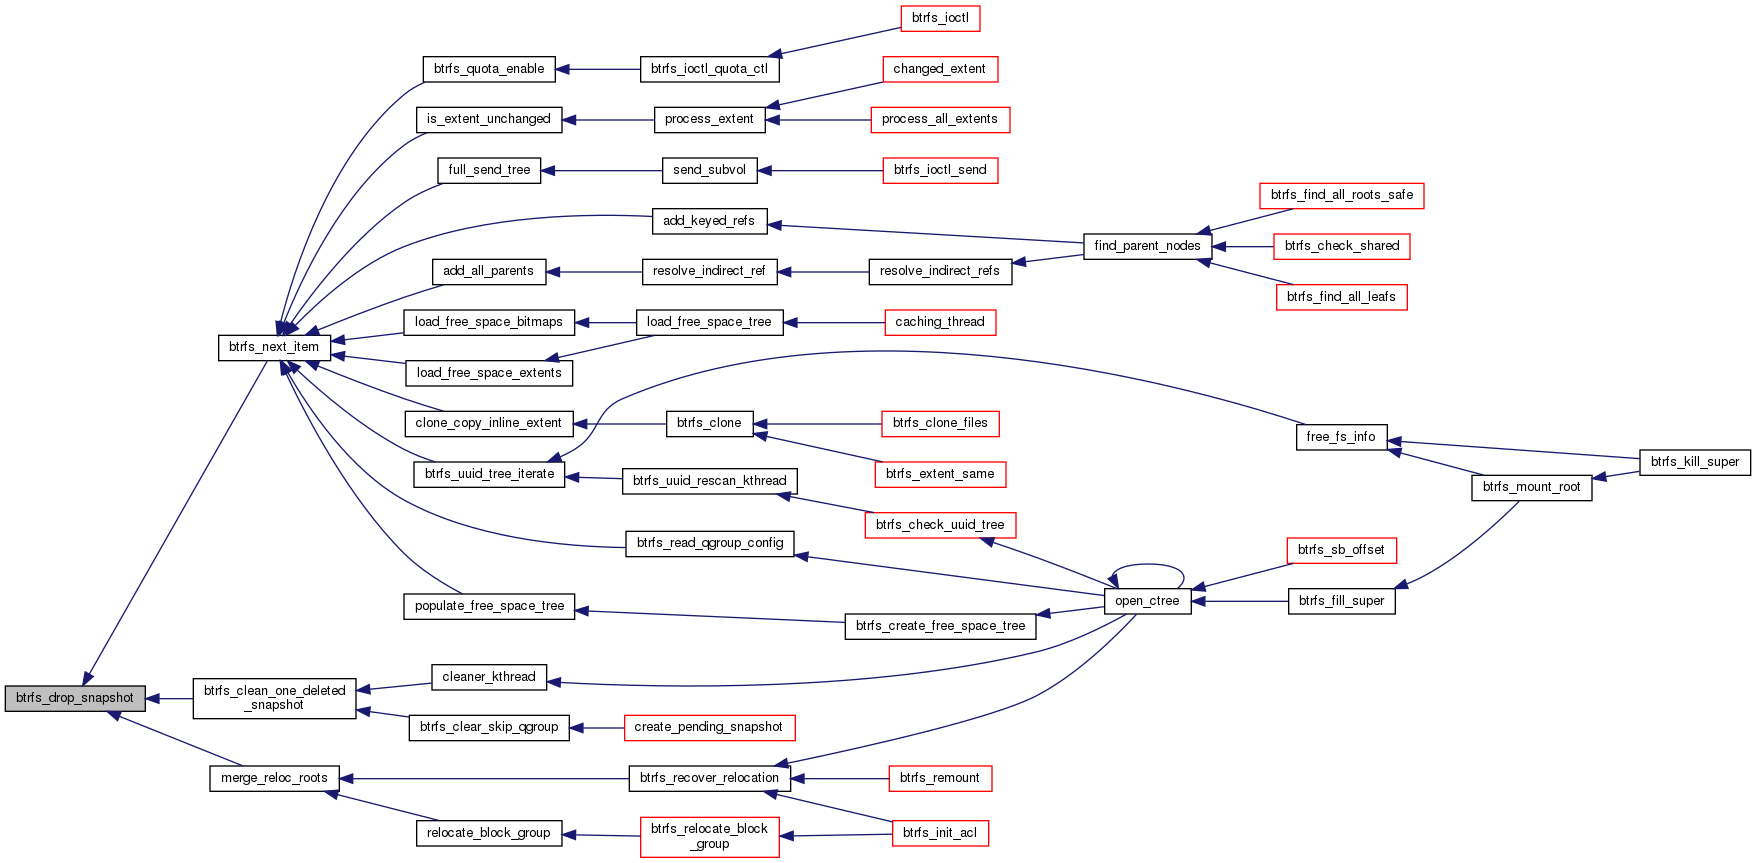 btrfs_ioctl
btrfs_quota_enable
btrfs_ioctl_quota_ctl
changed_extent
is_extent_unchanged
process_extent
process_all_extents
full_send_tree
send_subvol
btrfs_ioctl_send
btrfs_find_all_roots_safe
add_keyed_refs
find_parent_nodes
btrfs_check_shared
add_all_parents
resolve_indirect_ref
resolve_indirect_refs
btrfs_find_all_leafs
load_free_space_bitmaps
load_free_space_tree
caching_thread
btrfs_next_item
load_free_space_extents
clone_copy_inline_extent
btrfs_clone
btrfs_clone_files
free_fs_info
btrfs_kill_super
btrfs_uuid_tree_iterate
btrfs_uuid_rescan_kthread
btrfs_extent_same
btrfs_mount_root
btrfs_check_uuid_tree
btrfs_read_qgroup_config
btrfs_sb_offset
populate_free_space_tree
open_ctree
btrfs_fill_super
btrfs_create_free_space_tree
cleaner_kthread
btrfs_drop_snapshot
btrfs_clean_one_deleted
_snapshot
btrfs_clear_skip_qgroup
create_pending_snapshot
merge_reloc_roots
btrfs_recover_relocation
btrfs_remount
relocate_block_group
btrfs_relocate_block
_group
btrfs_init_acl